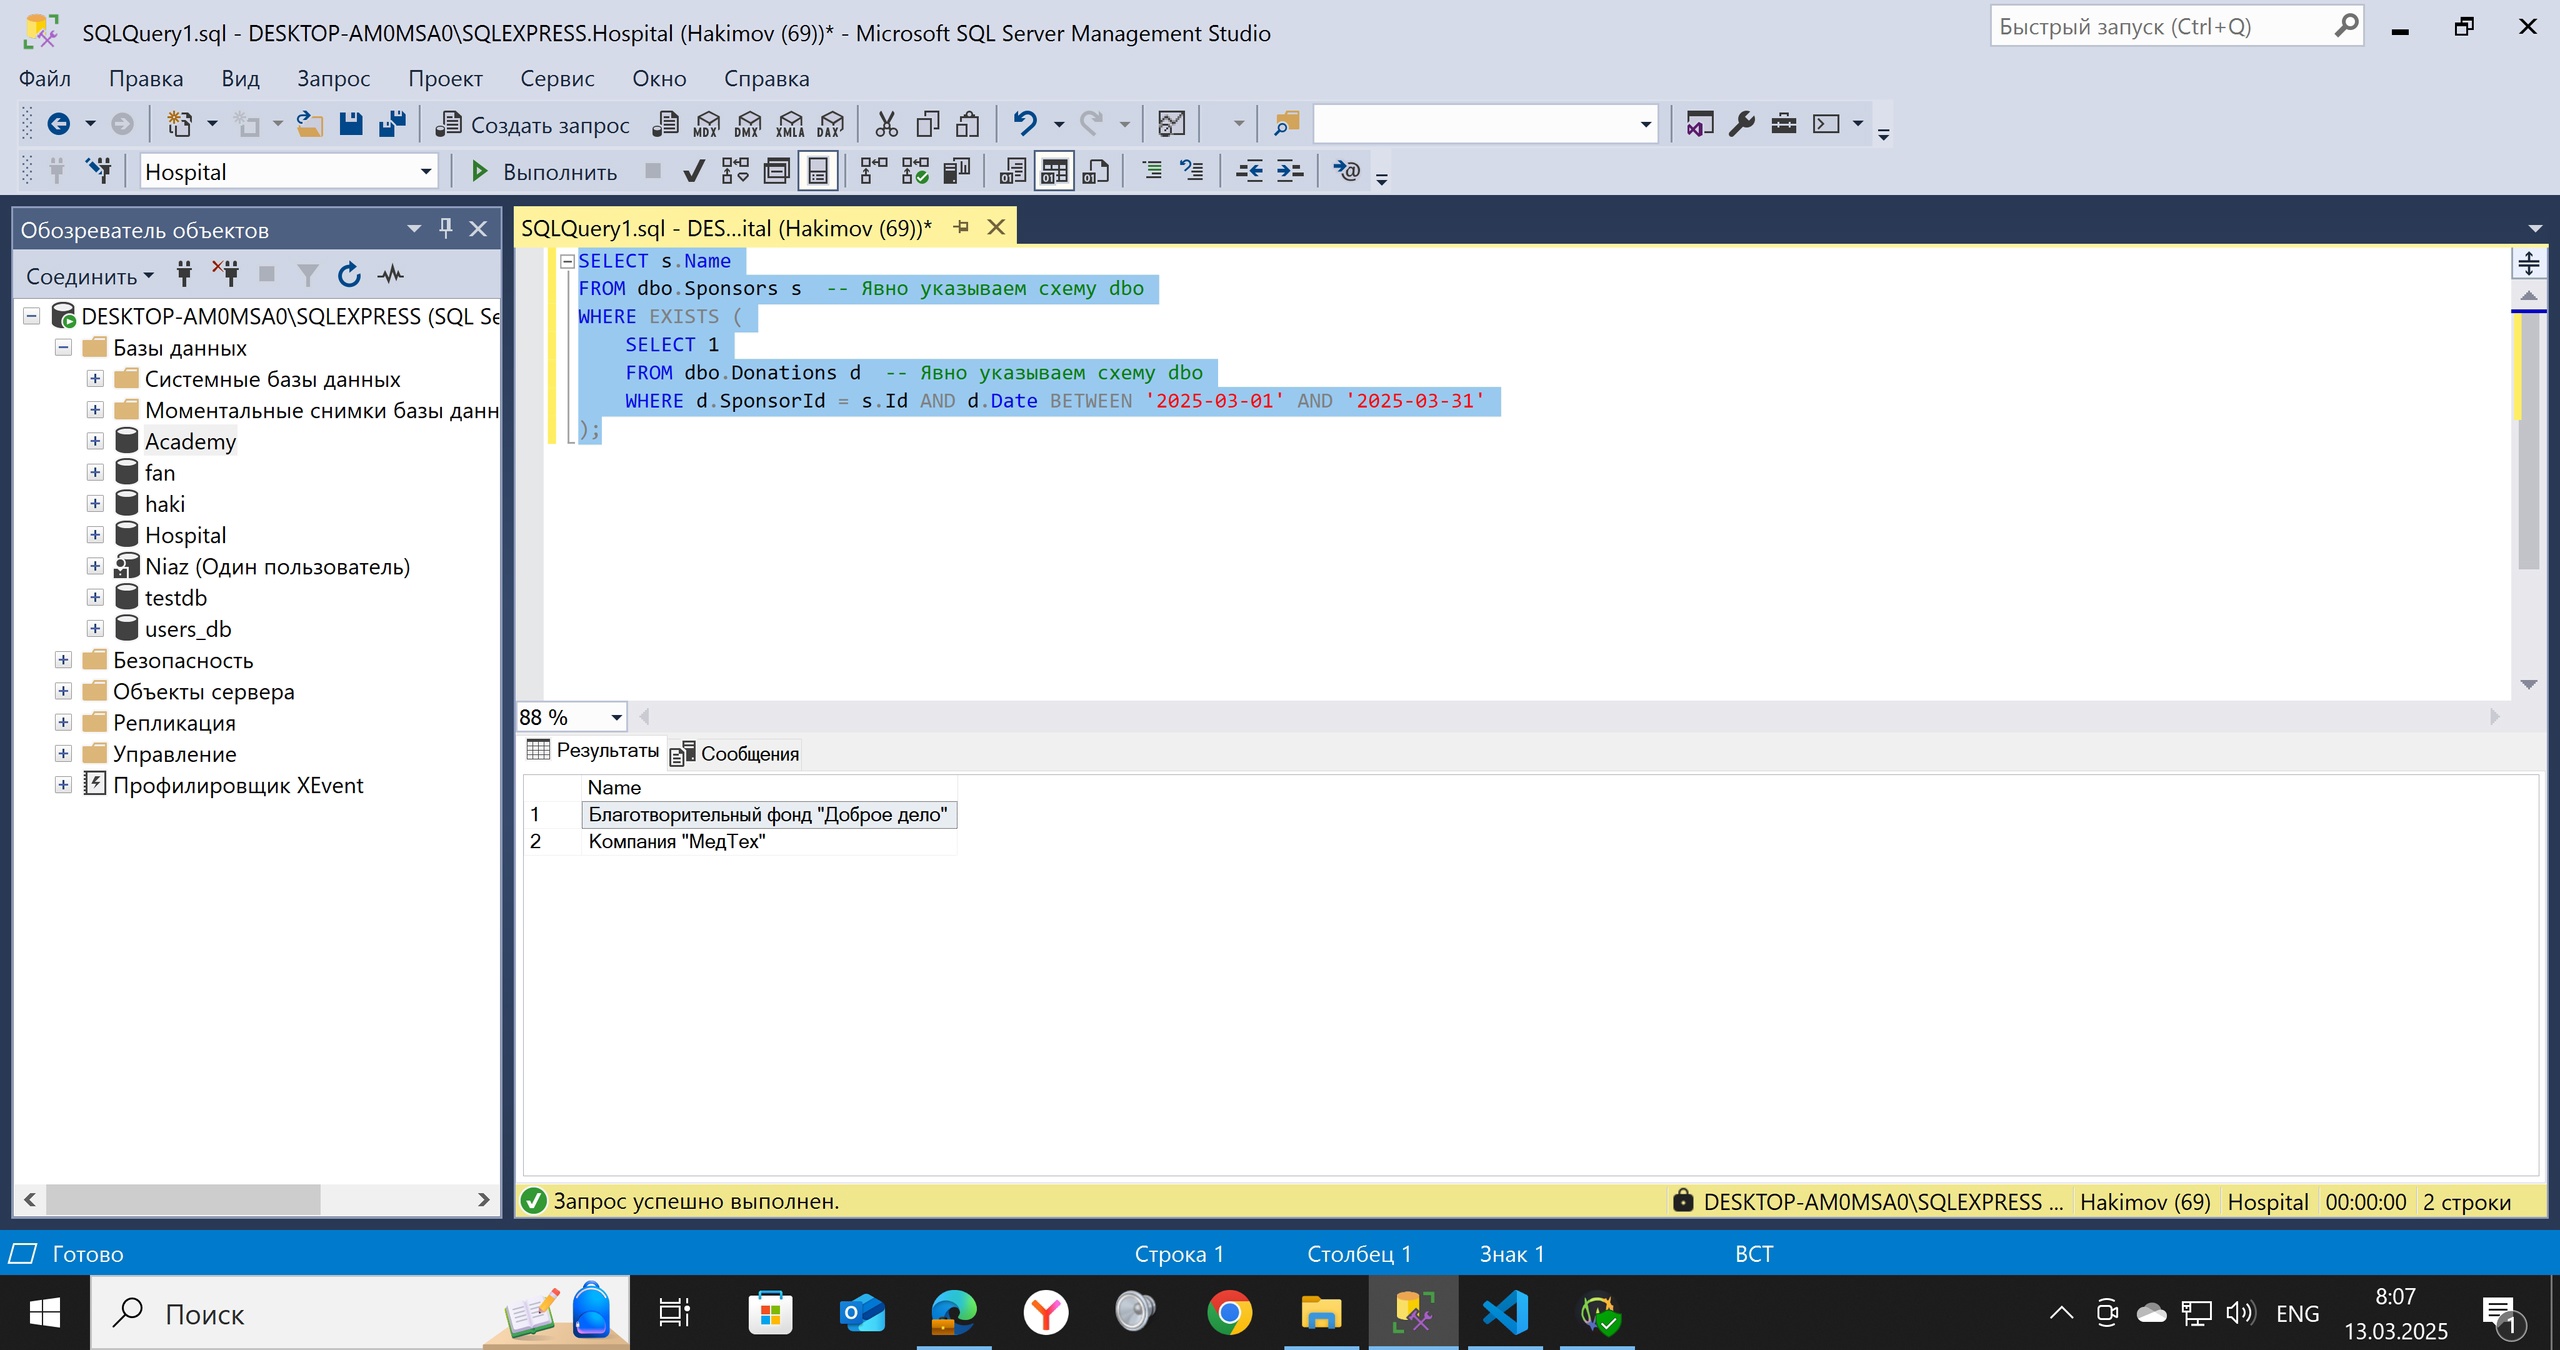 SQLQuery1.sql - DESKTOP-AM0MSA0\SQLEXPRESS.Hospital (Hakimov (69))* - Microsoft SQL Server Management Studio
Быстрый запуск (Ctrl+Q)
Файл Правка Вид Запрос Проект Сервис Окно Справка
Создать запрос MDX DMX XMLA DAX
Hospital Выполнить
Обозреватель объектов
SQLQuery1.sql - DES...ital (Hakimov (69))*
Соединить
DESKTOP-AM0MSA0\SQLEXPRESS (SQL Se
Базы данных
Системные базы данных
Моментальные снимки базы данн
Academy
fan
haki
Hospital
Niaz (Один пользователь)
testdb
users_db
Безопасность
Объекты сервера
Репликация
Управление
Профилировщик XEvent
SELECT s.Name
FROM dbo.Sponsors s  -- Явно указываем схему dbo
WHERE EXISTS (
    SELECT 1
    FROM dbo.Donations d  -- Явно указываем схему dbo
    WHERE d.SponsorId = s.Id AND d.Date BETWEEN '2025-03-01' AND '2025-03-31'
);
88 %
Результаты Сообщения
Name
1 Благотворительный фонд "Доброе дело"
2 Компания "МедТех"
Запрос успешно выполнен. DESKTOP-AM0MSA0\SQLEXPRESS ... Hakimov (69) Hospital 00:00:00 2 строки
Готово Строка 1 Столбец 1 Знак 1 ВСТ
Поиск ENG 8:07
13.03.2025 1